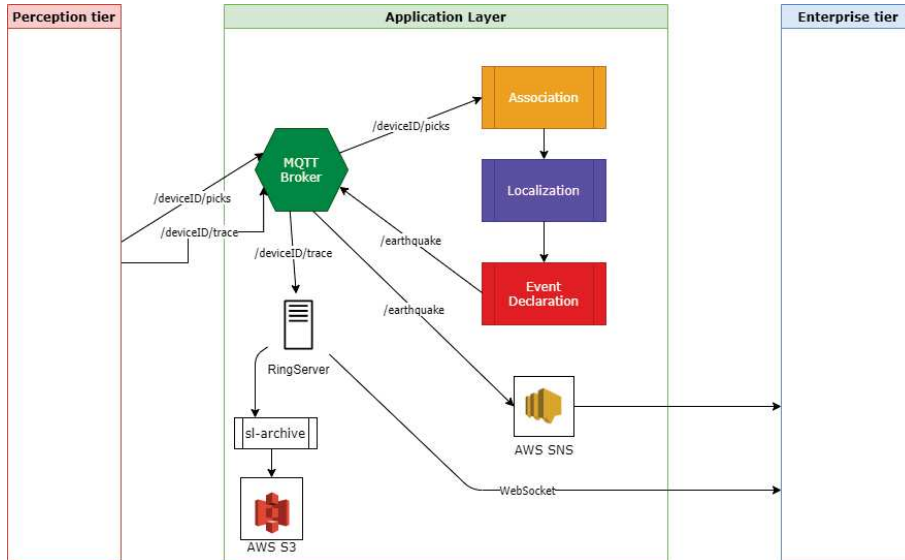 Perception tier
Application Layer
Enterprise tier
Association
/deviceID/picks
MQTT
Broker
Localization
/deviceID/picks
/deviceID/trace
/earthquake
/deviceID/trace
Event
Declaration
/earthquake
RingServer
sl-archive
AWS SNS
WebSocket
AWS S3